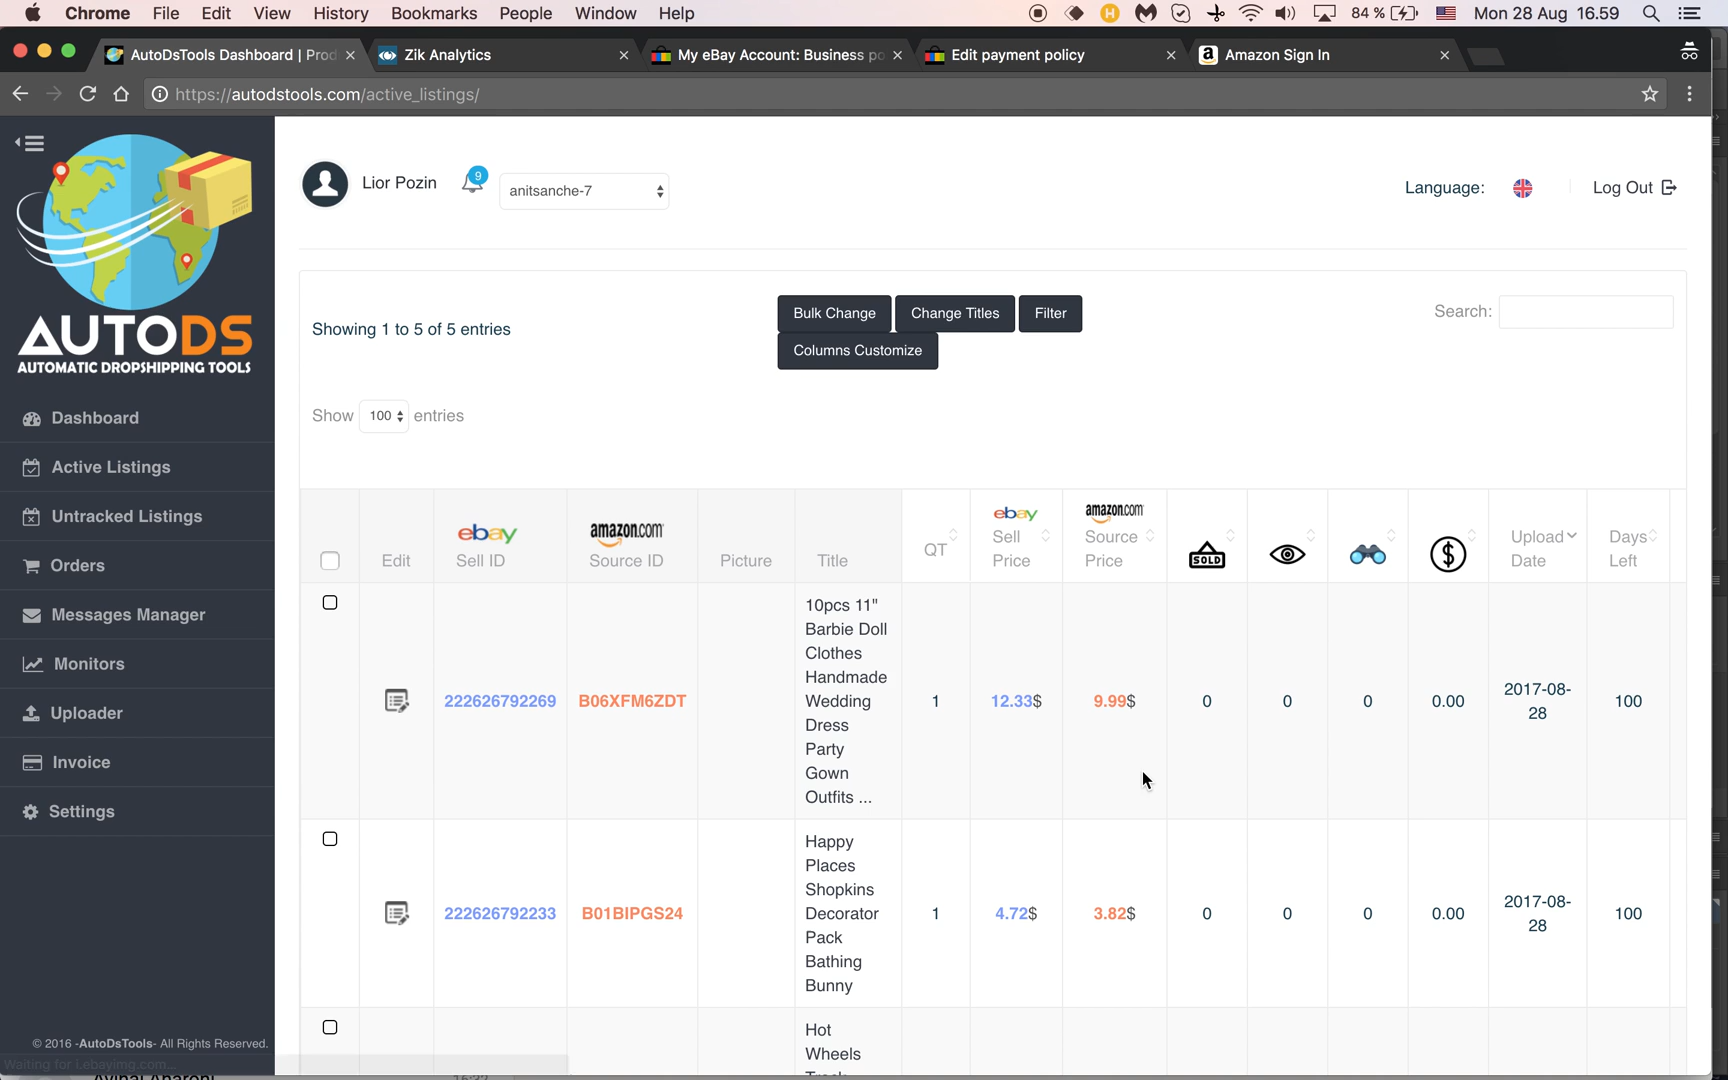 Chrome File Edit View History Bookmarks People Window Help 84 % Mon 28 Aug 16.59
AutoDsTools Dashboard | Prod Zik Analytics My eBay Account: Business po Edit payment policy Amazon Sign In
https://autodstools.com/active_listings/
Lior Pozin 9 anitsanche-7 Language: Log Out
AUTODS
AUTOMATIC DROPSHIPPING TOOLS
Dashboard
Active Listings
Untracked Listings
Orders
Messages Manager
Monitors
Uploader
Invoice
Settings
© 2016 -AutoDsTools- All Rights Reserved.
Waiting for i.ebayimg.com...
Showing 1 to 5 of 5 entries
Bulk Change Change Titles Filter
Columns Customize
Search:
Show 100 entries
Edit
ebay
Sell ID
amazon.com
Source ID
Picture
Title
QT
ebay
Sell
Price
amazon.com
Source
Price
SOLD
$
Upload
Date
Days
Left
222626792269
B06XFM6ZDT
10pcs 11"
Barbie Doll
Clothes
Handmade
Wedding
Dress
Party
Gown
Outfits ...
1
12.33$
9.99$
0
0
0
0.00
2017-08-
28
100
222626792233
B01BIPGS24
Happy
Places
Shopkins
Decorator
Pack
Bathing
Bunny
1
4.72$
3.82$
0
0
0
0.00
2017-08-
28
100
Hot
Wheels